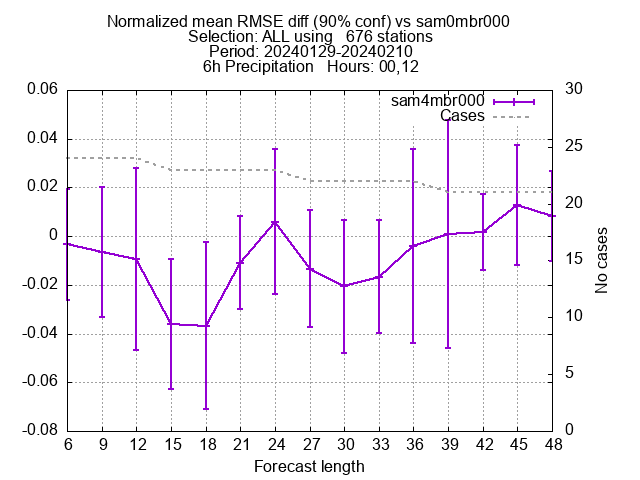 Normalized mean RMSE diff (90% conf) vs sam0mbr000
Selection: ALL using   676 stations
Period: 20240129-20240210
6h Precipitation   Hours: 00,12
sam4mbr000
Cases
0.06
0.04
0.02
0
-0.02
-0.04
-0.06
-0.08
30
25
20
15
10
5
0
No cases
6 9 12 15 18 21 24 27 30 33 36 39 42 45 48
Forecast length